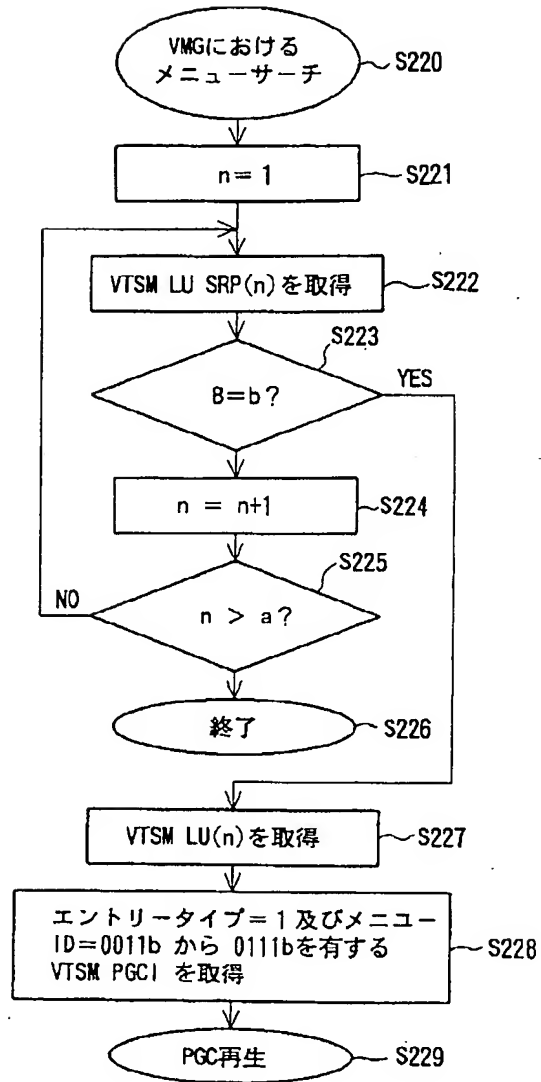 VMGにおける
メニューサーチ
S220
n=1
S221
VTSM LU SRP(n)を取得
S222
S223
B=b?
YES
n = n+1
S224
S225
NO
n > a?
終了
S226
VTSM LU(n)を取得
S227
エントリータイプ=1及びメニュー
ID=0011b から 0111bを有する
VTSM PGCI を取得
S228
PGC再生
S229